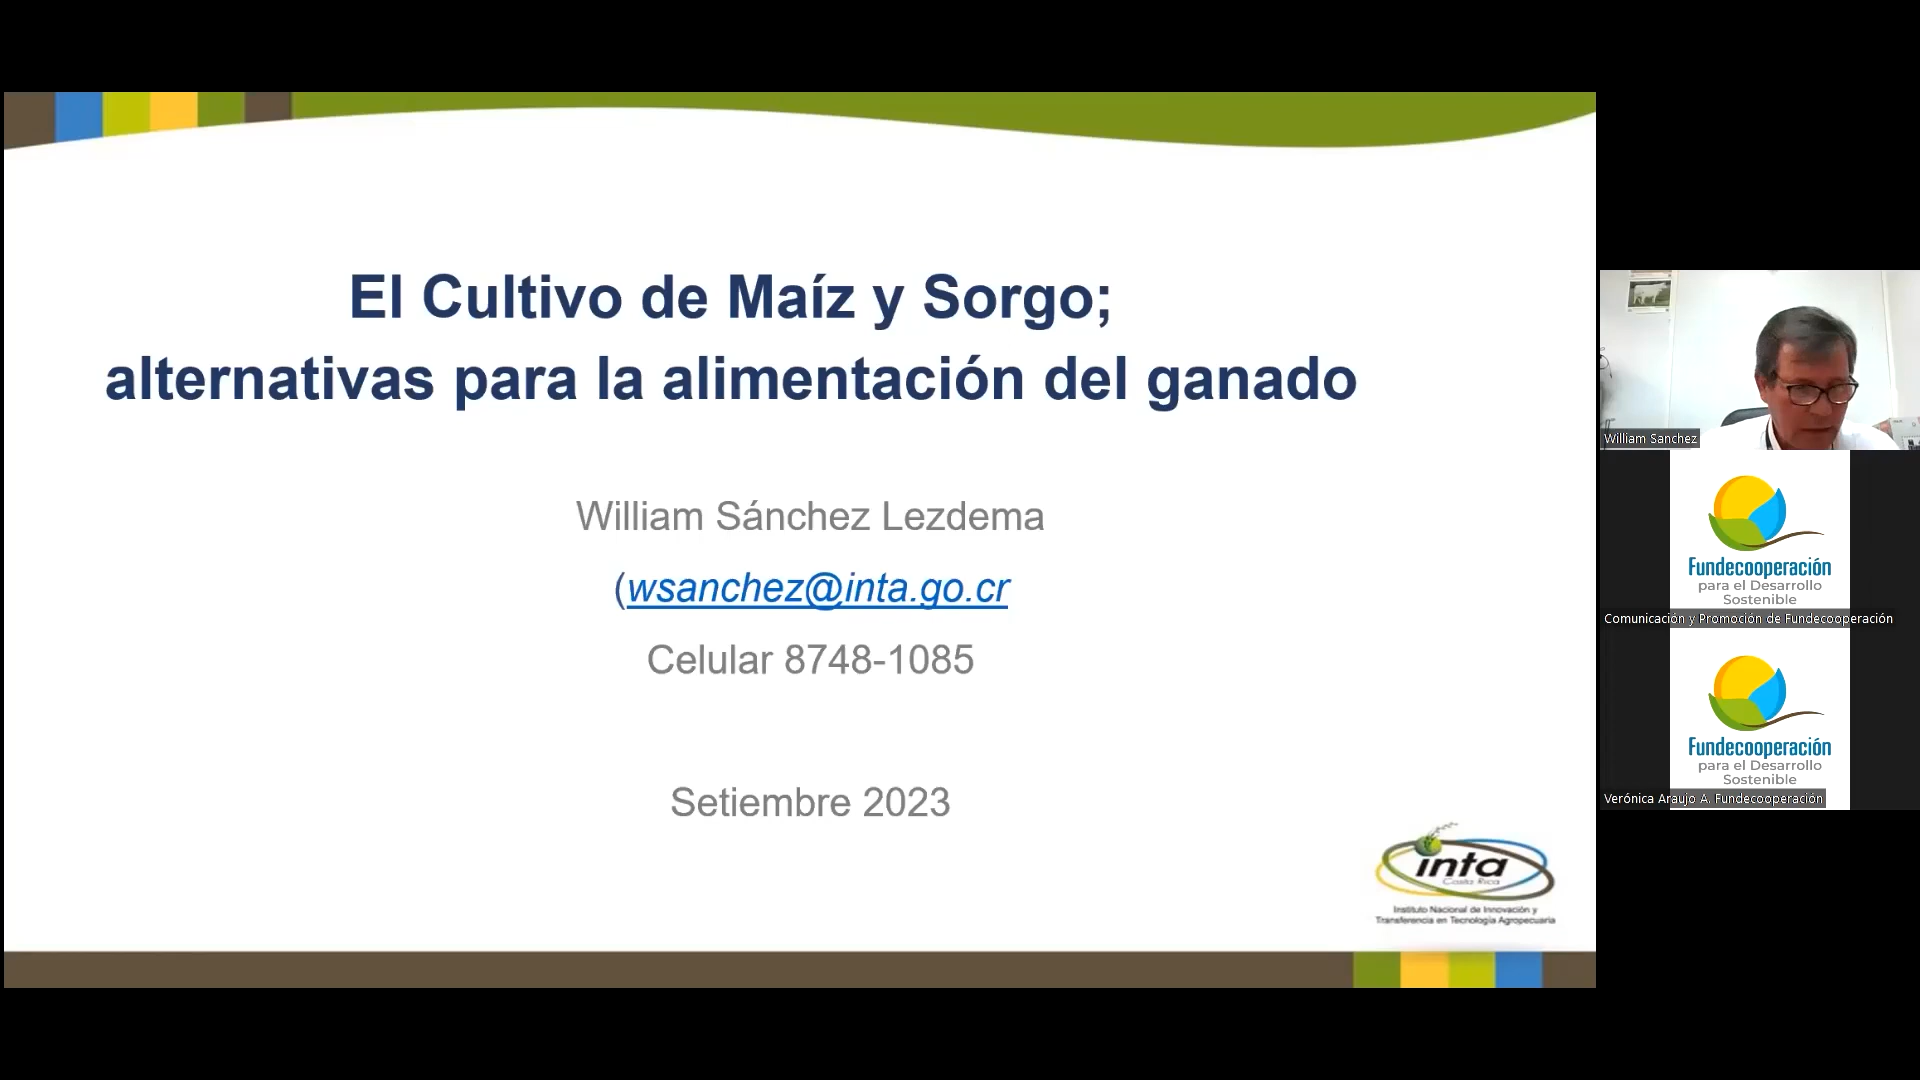 El Cultivo de Maíz y Sorgo;
alternativas para la alimentación del ganado
William Sánchez Lezdema
(wsanchez@inta.go.cr
Celular 8748-1085
Setiembre 2023
inta
Costa Rica
Instituto Nacional de Innovación y
Transferencia en Tecnología Agropecuaria
William Sanchez
Fundecooperación
para el Desarrollo
Sostenible
Comunicación y Promoción de Fundecooperación
Fundecooperación
para el Desarrollo
Sostenible
Verónica Araujo A. Fundecooperación